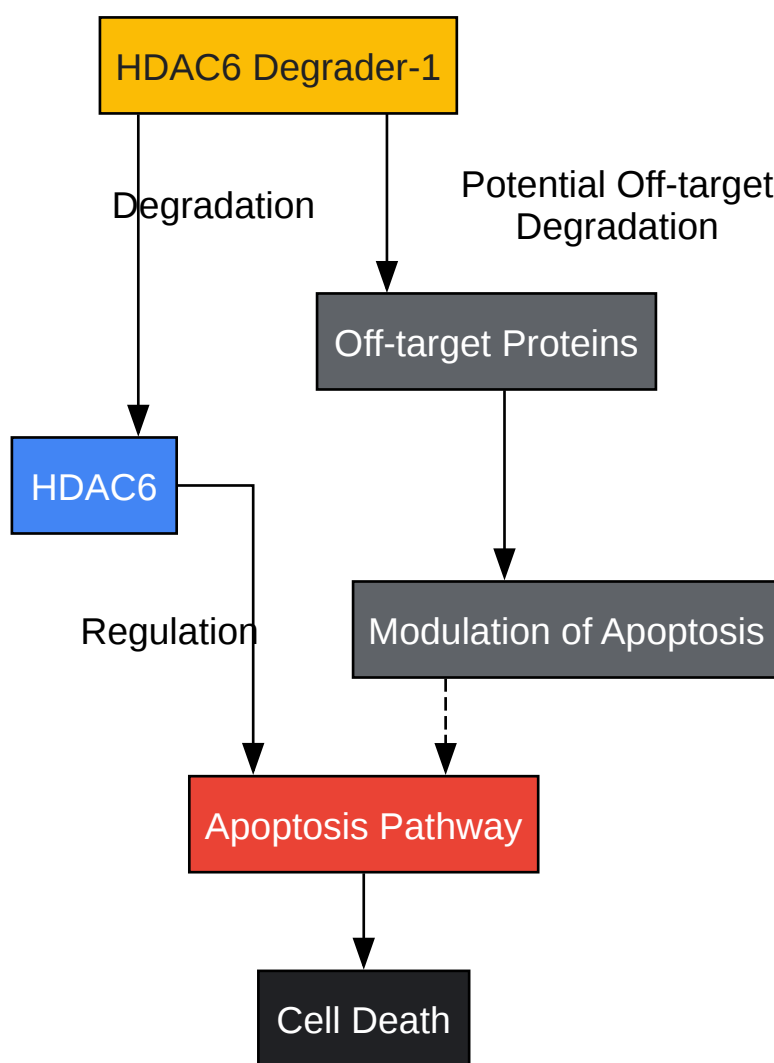 HDAC6 Degrader-1
Degradation
Potential Off-target
Degradation
Off-target Proteins
HDAC6
Regulation
Modulation of Apoptosis
Apoptosis Pathway
Cell Death